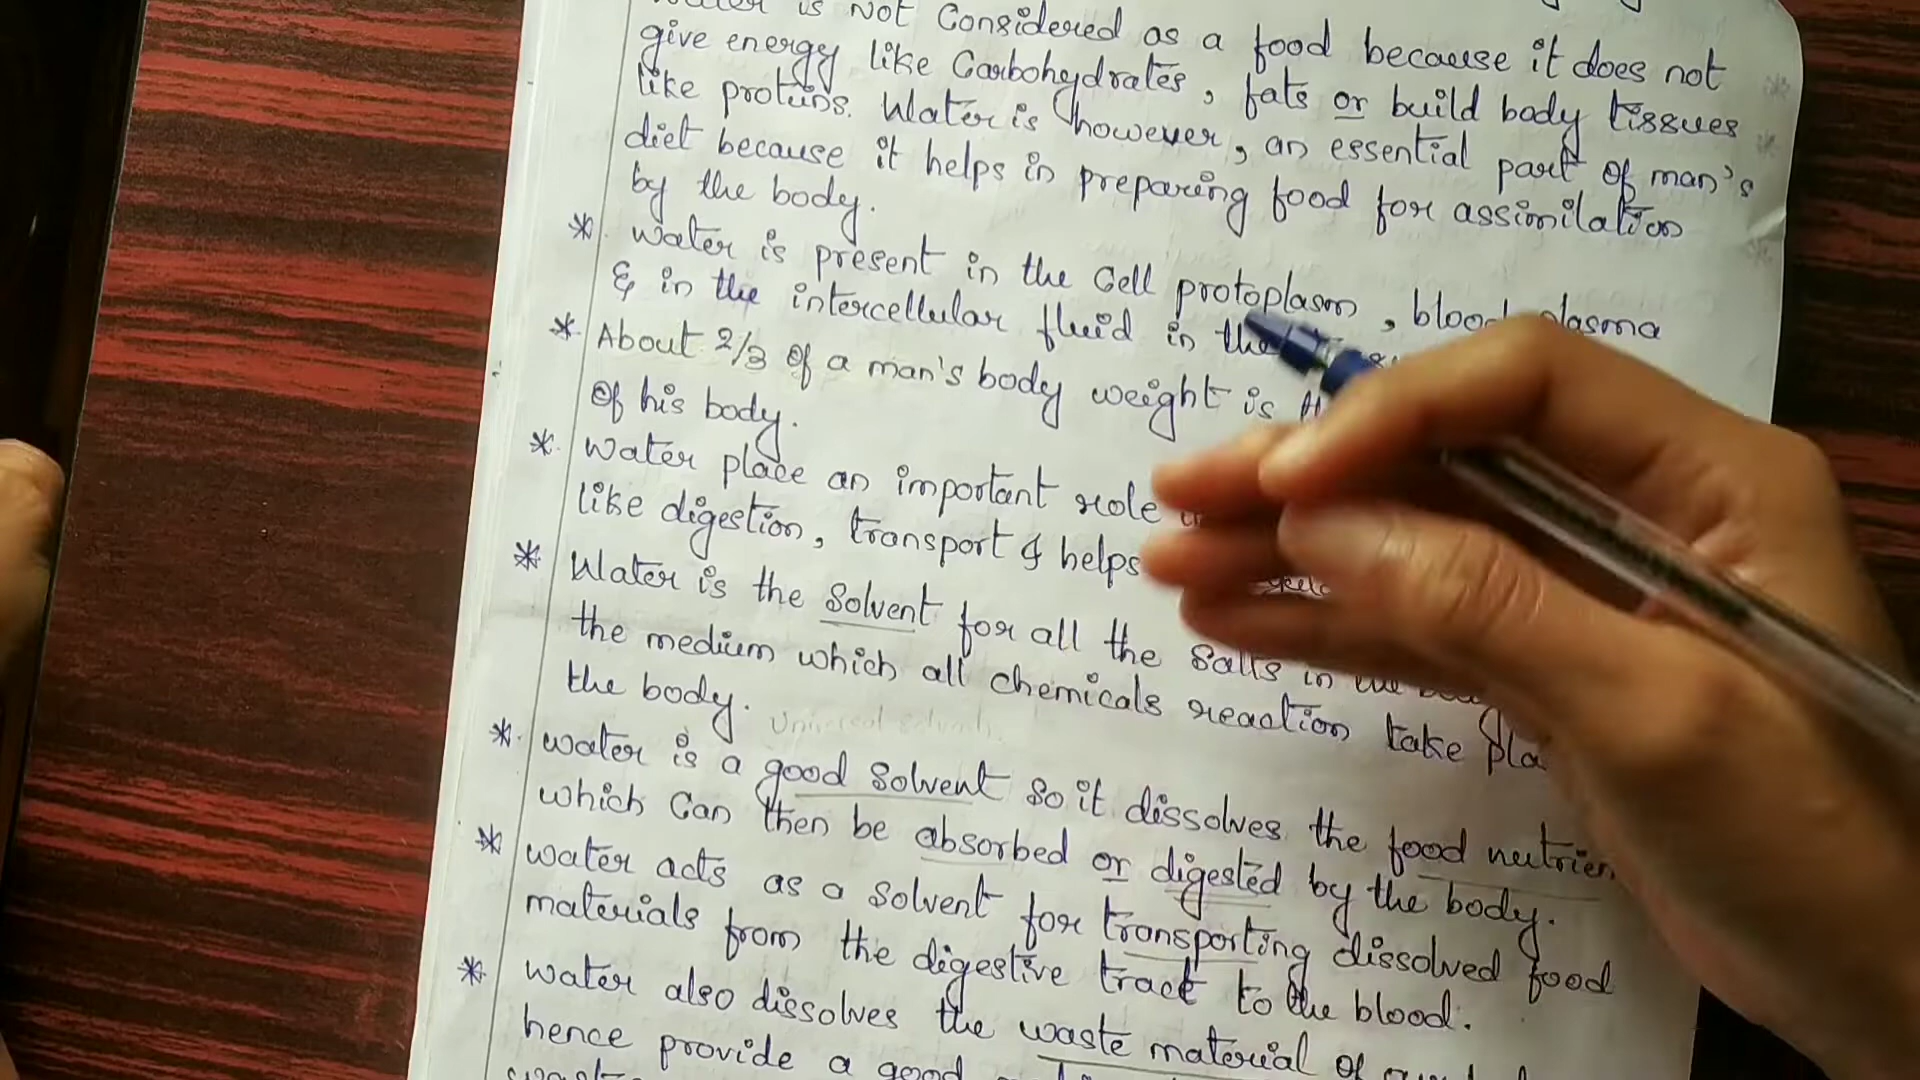 is Not Considered as a food because it does not
give energy like Carbohydrates, fats or build body tissues
like proteins. Water is however, an essential part of man's
diet because it helps in preparing food for assimilation
by the body.
* Water is present in the Cell protoplasm, blood plasma
& in the intercellular fluid in the
* About 2/3 of a man's body weight is
of his body.
* Water place an important role
like digestion, transport & helps
* Water is the Solvent for all the Salts in the
the medium which all chemicals reaction take
the body. Universal solvent.
* water is a good Solvent so it dissolves the food
which Can then be absorbed or digested by the body.
* water acts as a Solvent for transporting dissolved food
materials from the digestive tract to the blood.
* water also dissolves the waste material of
hence provide a good